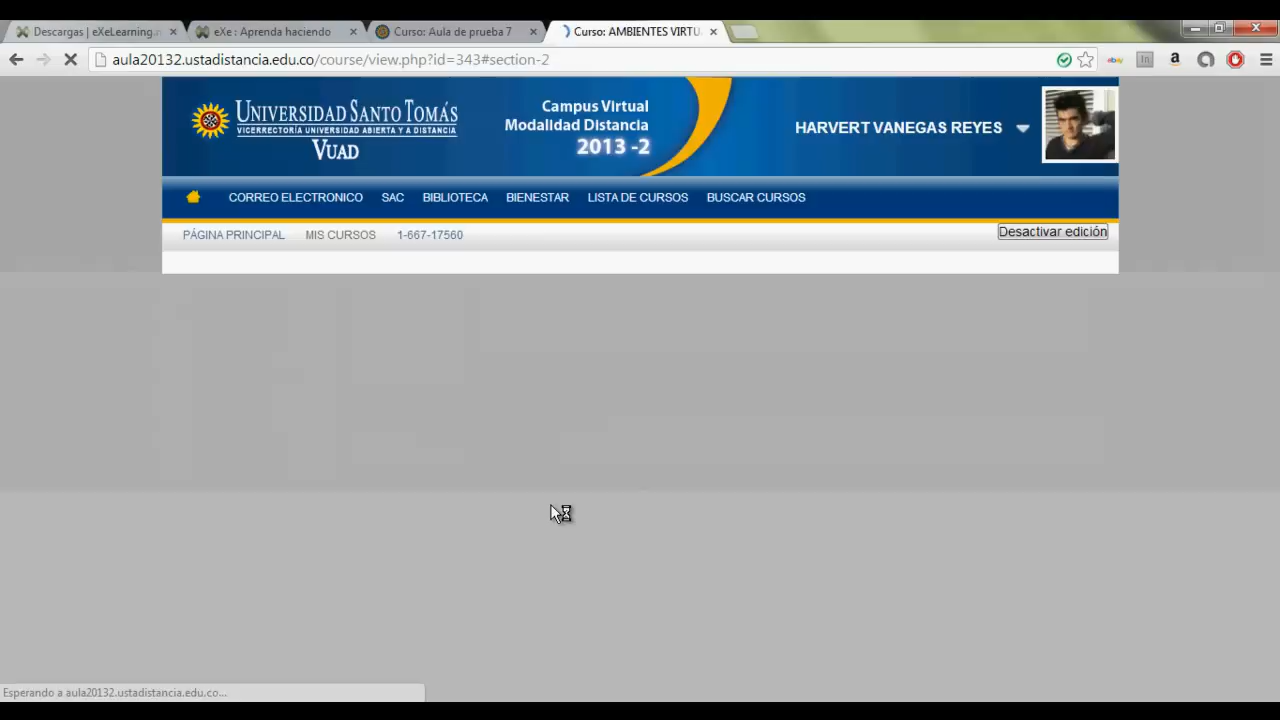 Descargas | eXeLearning.n
eXe : Aprenda haciendo
Curso: Aula de prueba 7
Curso: AMBIENTES VIRTU
aula20132.ustadistancia.edu.co/course/view.php?id=343#section-2
ebay
In
a
UNIVERSIDAD SANTO TOMÁS
VICERRECTORÍA UNIVERSIDAD ABIERTA Y A DISTANCIA
VUAD
Campus Virtual
Modalidad Distancia
2013 -2
HARVERT VANEGAS REYES
CORREO ELECTRONICO SAC BIBLIOTECA BIENESTAR LISTA DE CURSOS BUSCAR CURSOS
PÁGINA PRINCIPAL MIS CURSOS 1-667-17560
Desactivar edición
Esperando a aula20132.ustadistancia.edu.co...